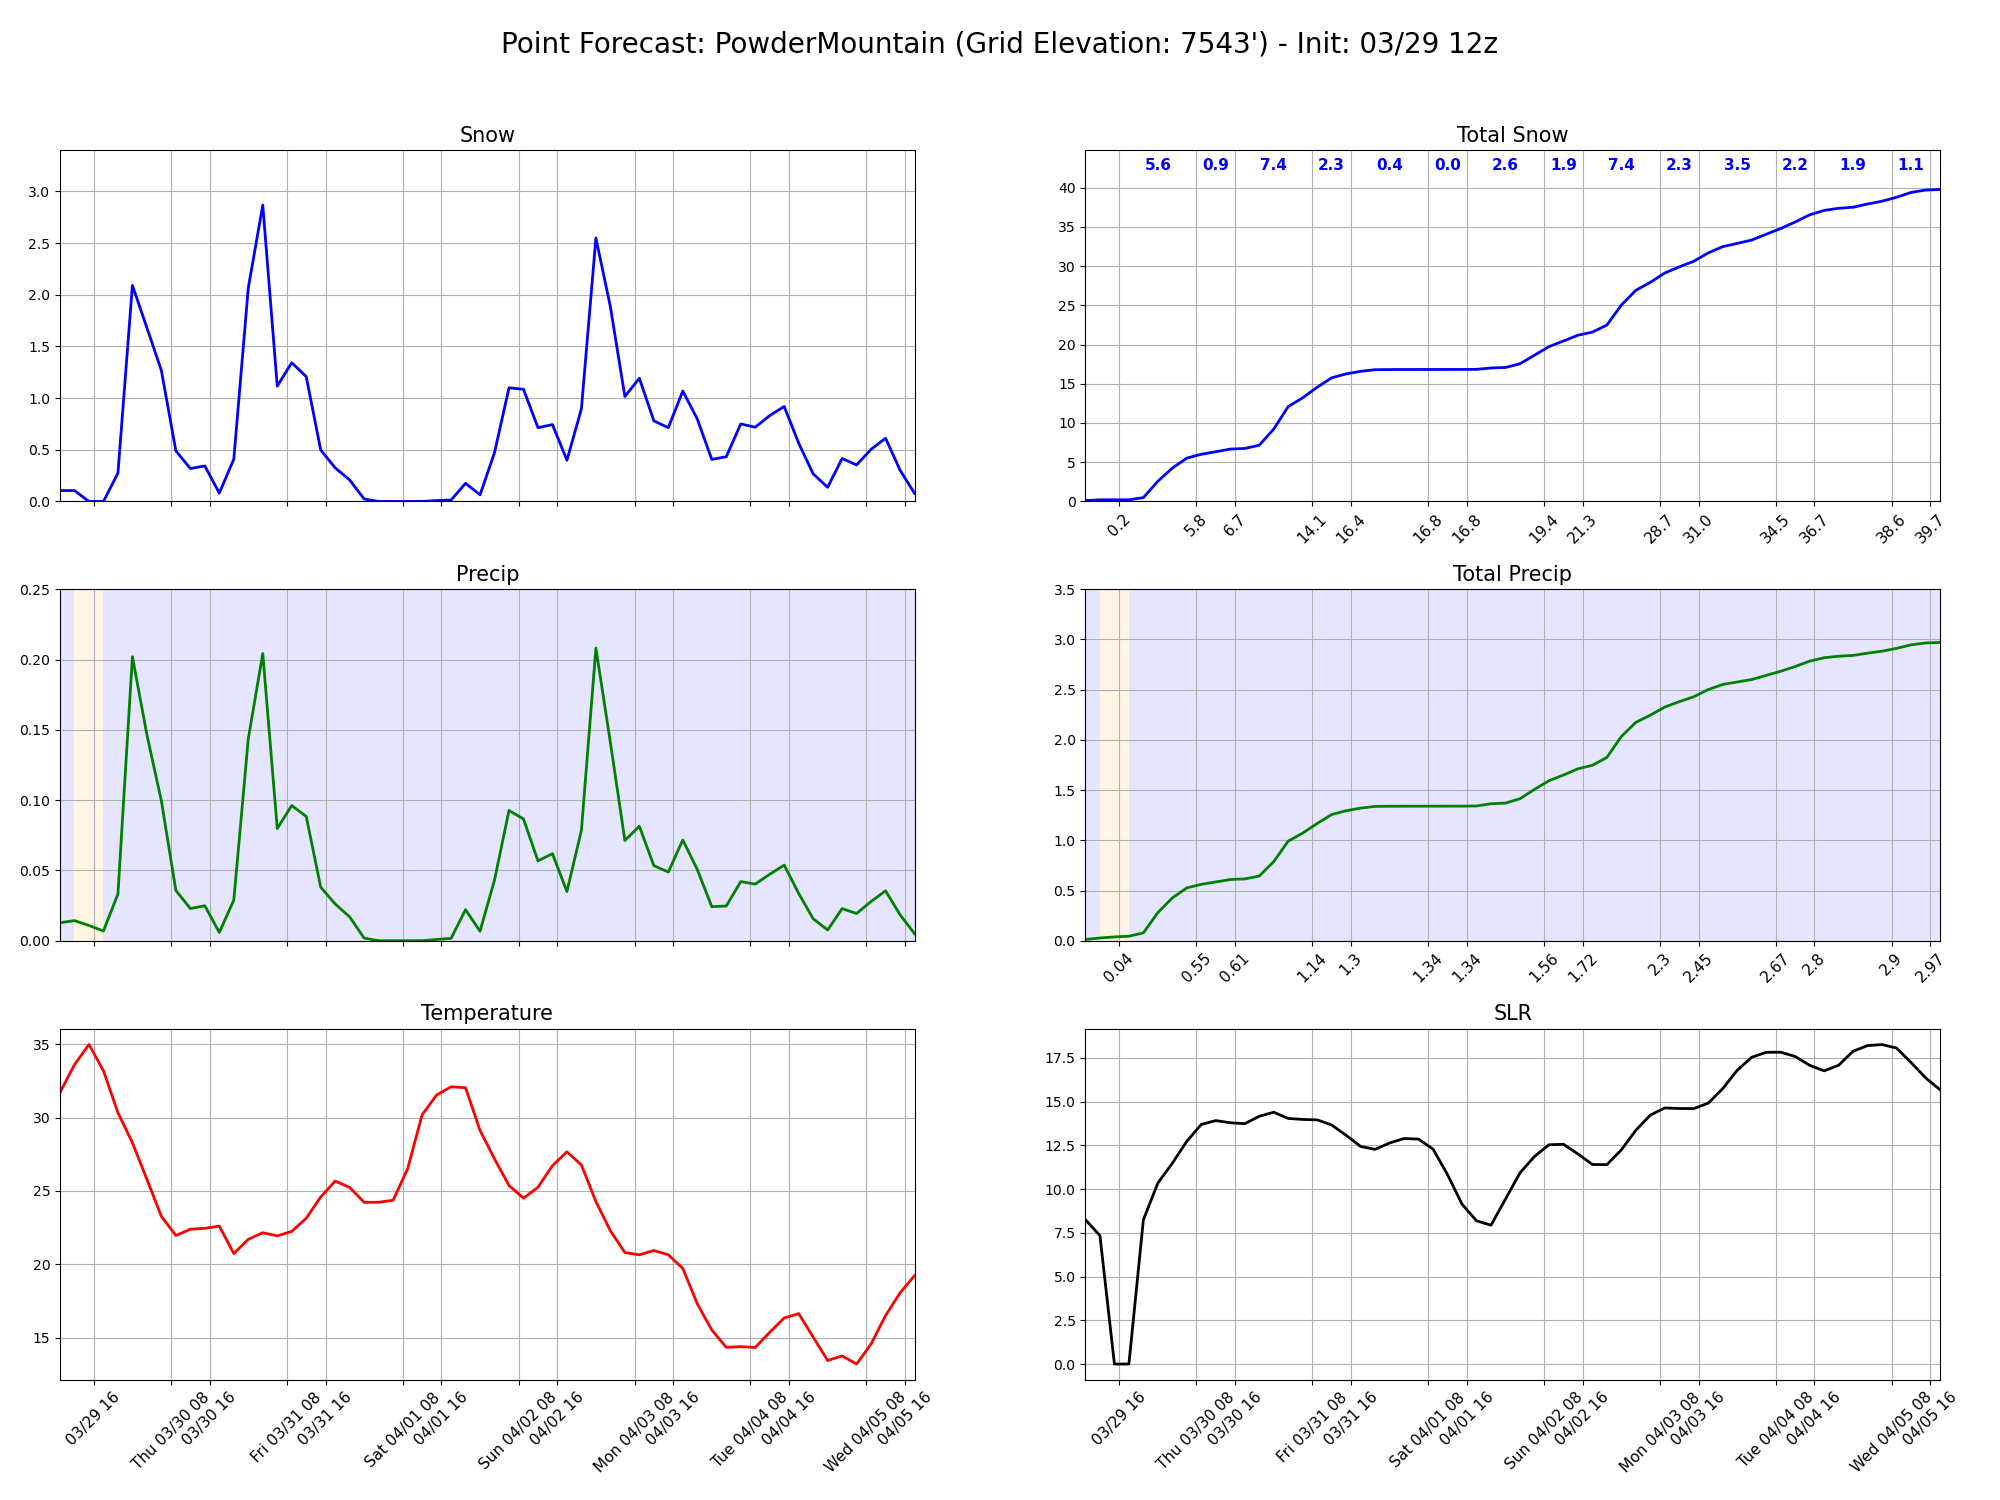 Point Forecast: PowderMountain (Grid Elevation: 7543') - Init: 03/29 12z
Snow
3.0
2.5
2.0
1.5
1.0
0.5
0.0
Total Snow
5.6 0.9 7.4 2.3 0.4 0.0 2.6 1.9 7.4 2.3 3.5 2.2 1.9 1.1
40
35
30
25
20
15
10
5
0
0.2 5.8 6.7 14.1 16.4 16.8 16.8 19.4 21.3 28.7 31.0 34.5 36.7 38.6 39.7
Precip
0.25
0.20
0.15
0.10
0.05
0.00
Total Precip
3.5
3.0
2.5
2.0
1.5
1.0
0.5
0.0
0.04 0.55 0.61 1.14 1.3 1.34 1.34 1.56 1.72 2.3 2.45 2.67 2.8 2.9 2.97
Temperature
35
30
25
20
15
03/29 16
Thu 03/30 08
03/30 16
Fri 03/31 08
03/31 16
Sat 04/01 08
04/01 16
Sun 04/02 08
04/02 16
Mon 04/03 08
04/03 16
Tue 04/04 08
04/04 16
Wed 04/05 08
04/05 16
SLR
17.5
15.0
12.5
10.0
7.5
5.0
2.5
0.0
03/29 16
Thu 03/30 08
03/30 16
Fri 03/31 08
03/31 16
Sat 04/01 08
04/01 16
Sun 04/02 08
04/02 16
Mon 04/03 08
04/03 16
Tue 04/04 08
04/04 16
Wed 04/05 08
04/05 16